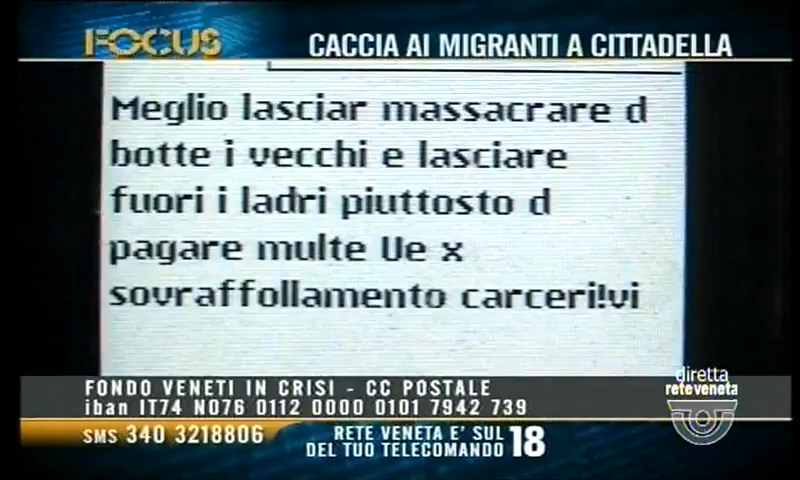 FOCUS
CACCIA AI MIGRANTI A CITTADELLA
Meglio lasciar massacrare d
botte i vecchi e lasciare
fuori i ladri piuttosto d
pagare multe Ue x
sovraffollamento carceri!vi
FONDO VENETI IN CRISI - CC POSTALE
iban IT74 N076 0112 0000 0101 7942 739
diretta
reteveneta
SMS 340 3218806
RETE VENETA E' SUL
DEL TUO TELECOMANDO 18